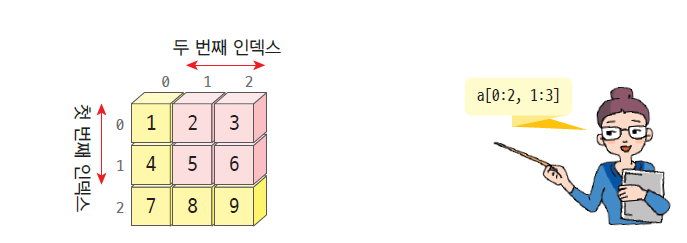 두 번째 인덱스
0 1 2
첫 번째 인덱스
0 1 2 3
1 4 5 6
2 7 8 9
a[0:2, 1:3]